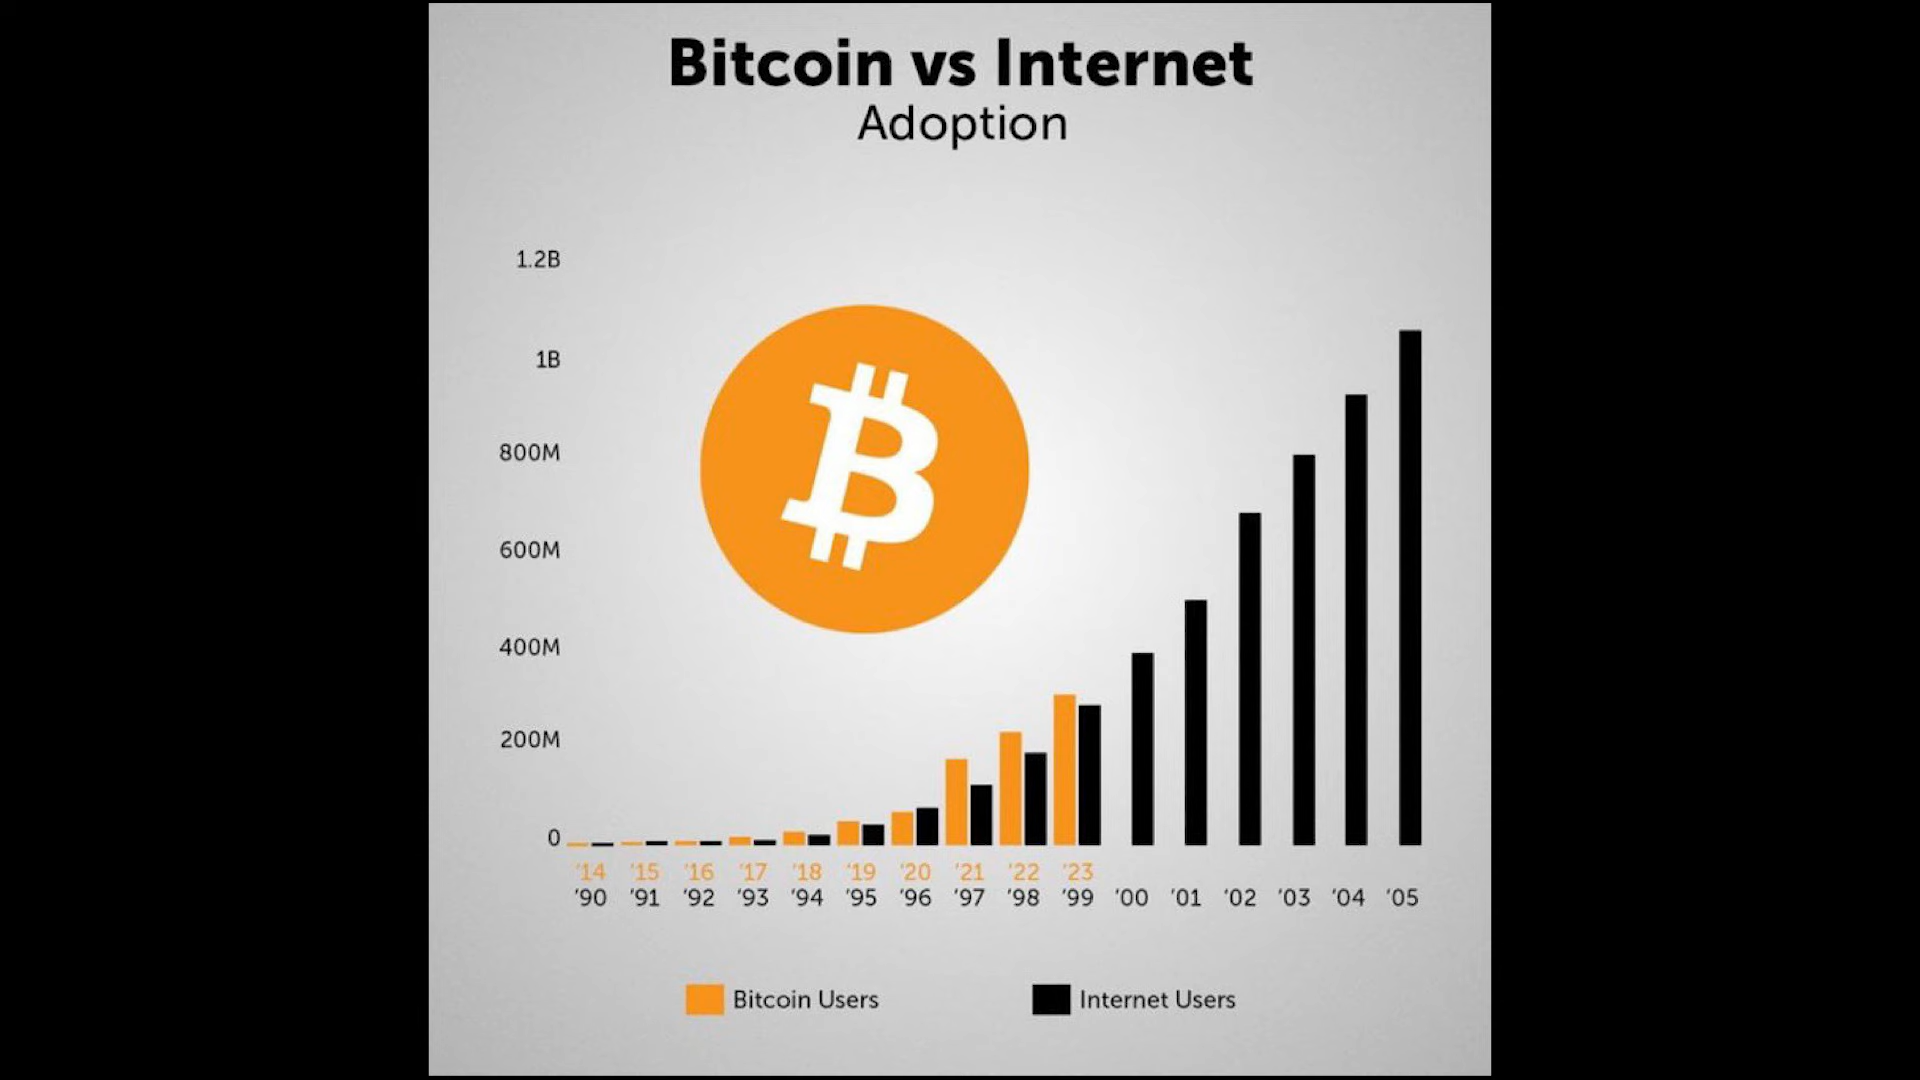 Bitcoin vs Internet
Adoption
1.2B
1B
800M
600M
400M
200M
0
'14 '15 '16 '17 '18 '19 '20 '21 '22 '23
'90 '91 '92 '93 '94 '95 '96 '97 '98 '99 '00 '01 '02 '03 '04 '05
Bitcoin Users Internet Users